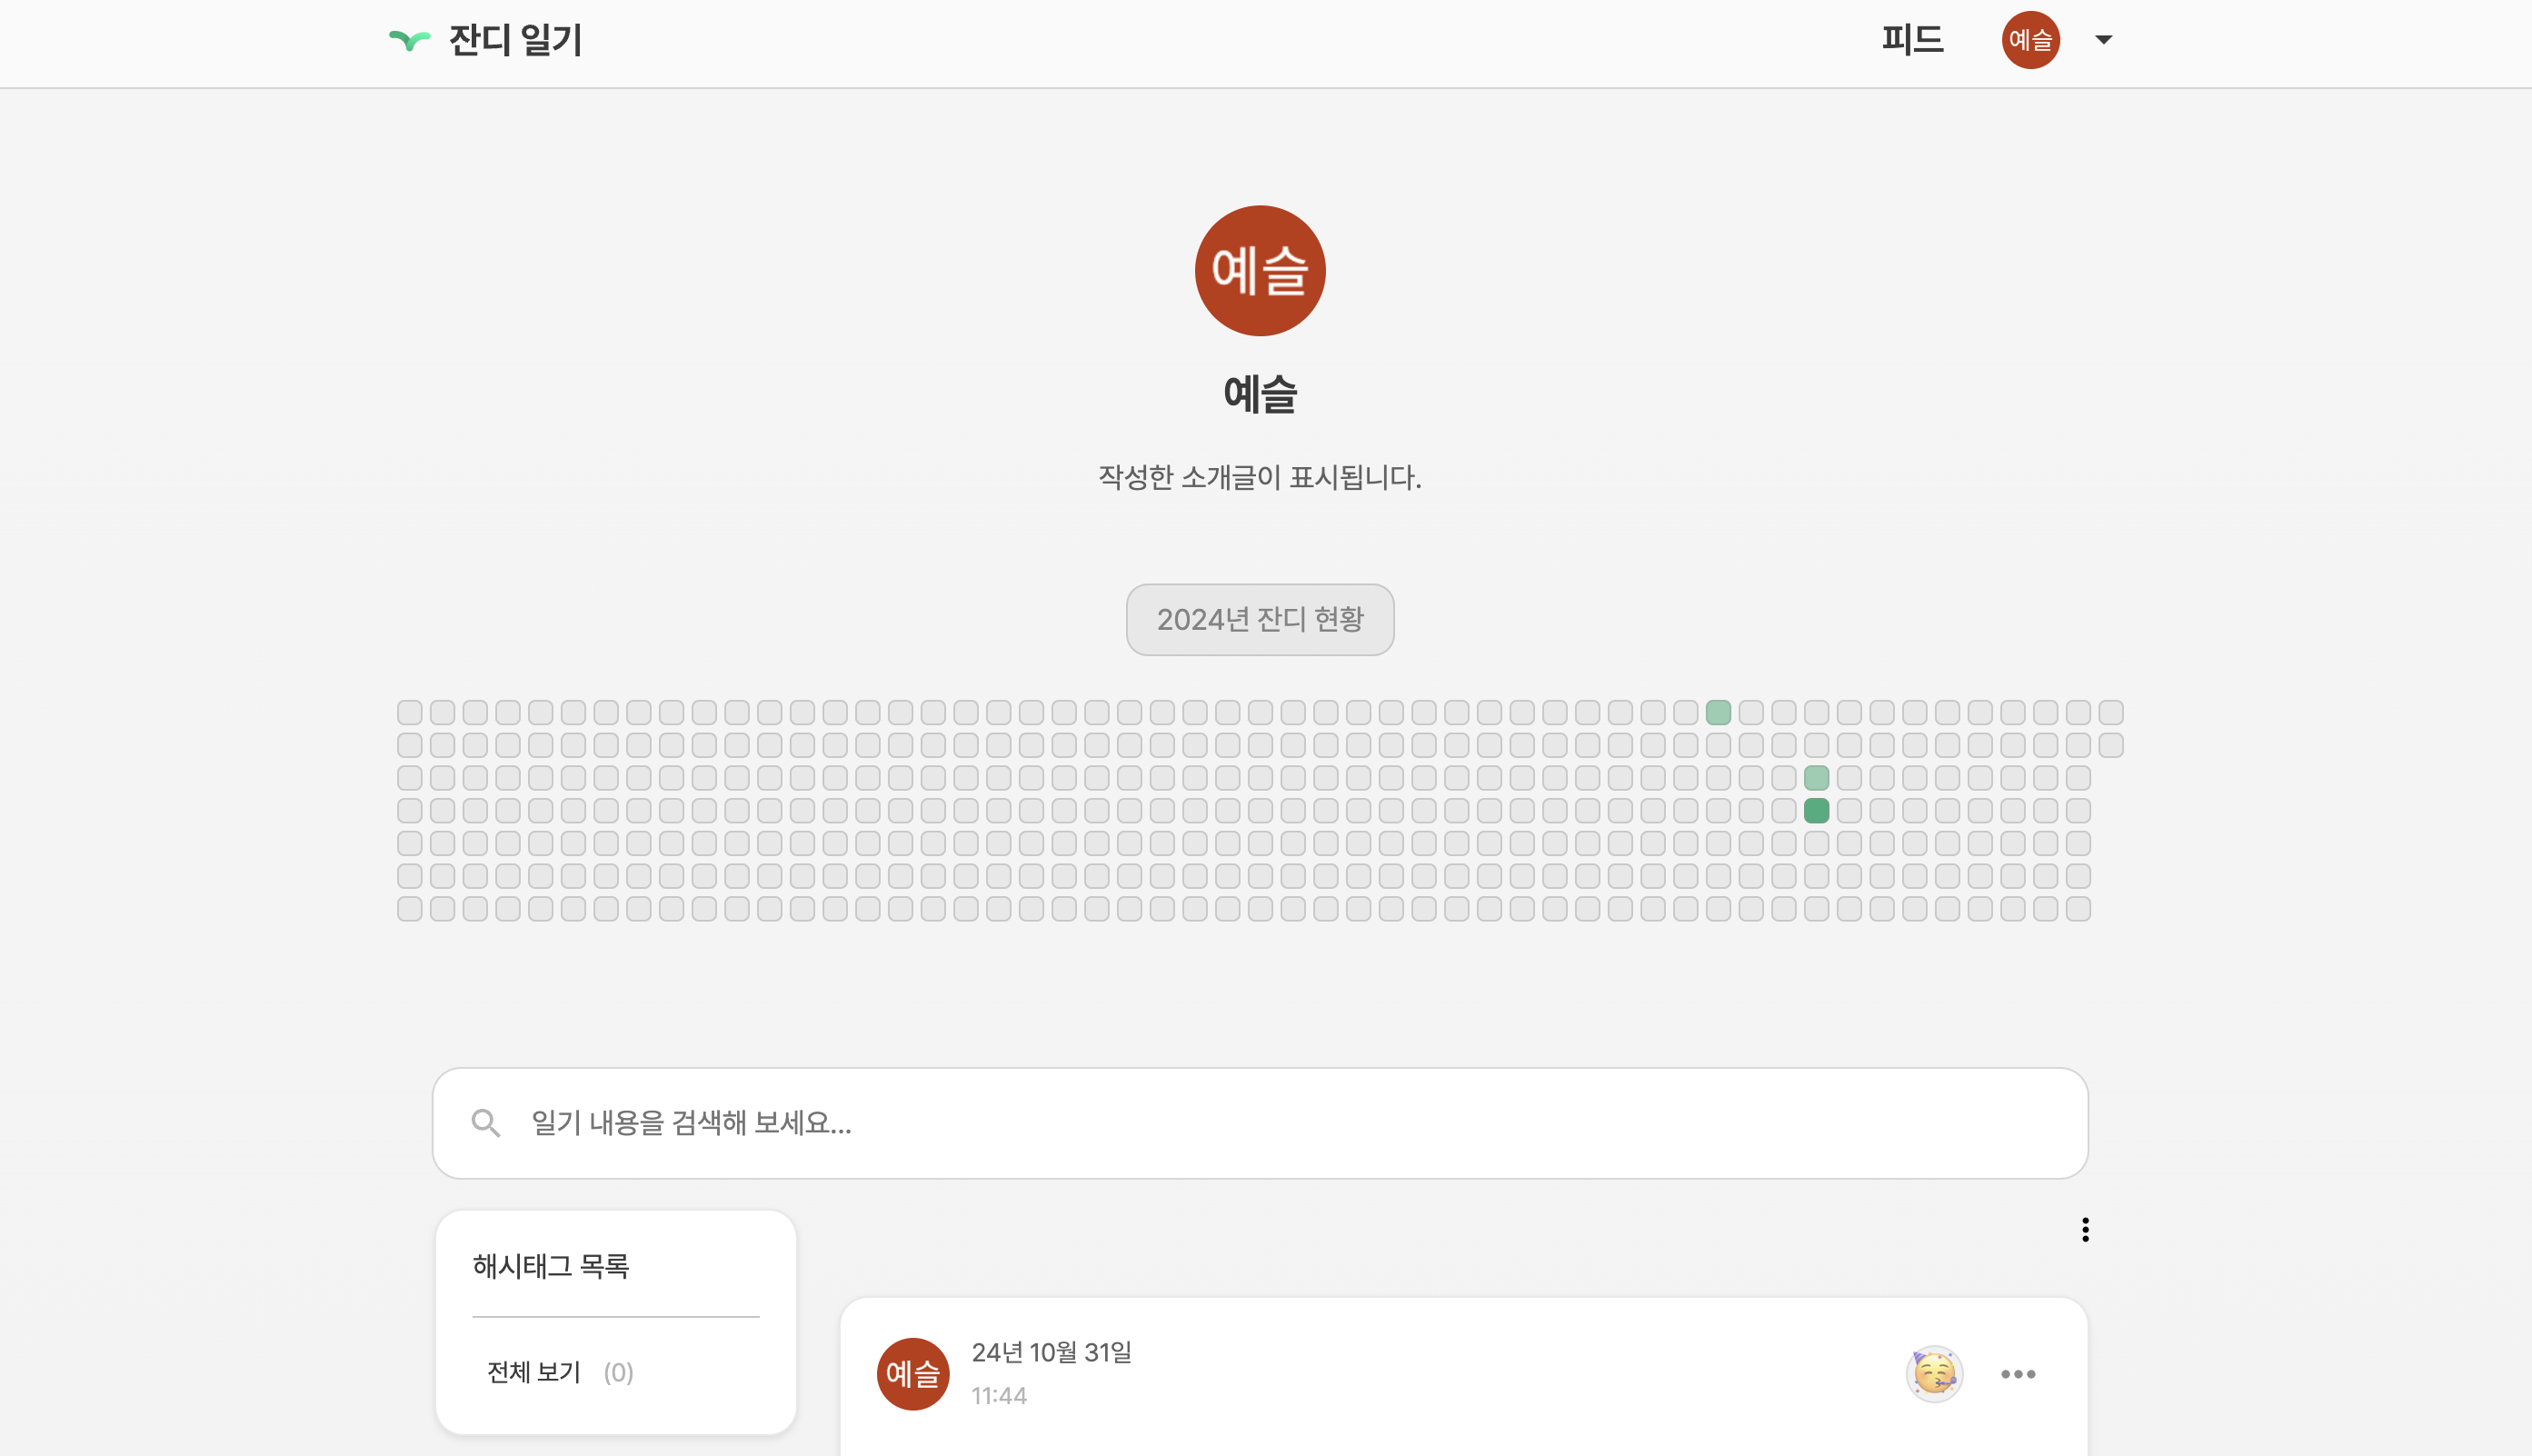 잔디 일기
피드
예슬
예슬
예슬
작성한 소개글이 표시됩니다.
2024년 잔디 현황
일기 내용을 검색해 보세요...
해시태그 목록
전체 보기 (0)
예슬
24년 10월 31일
11:44